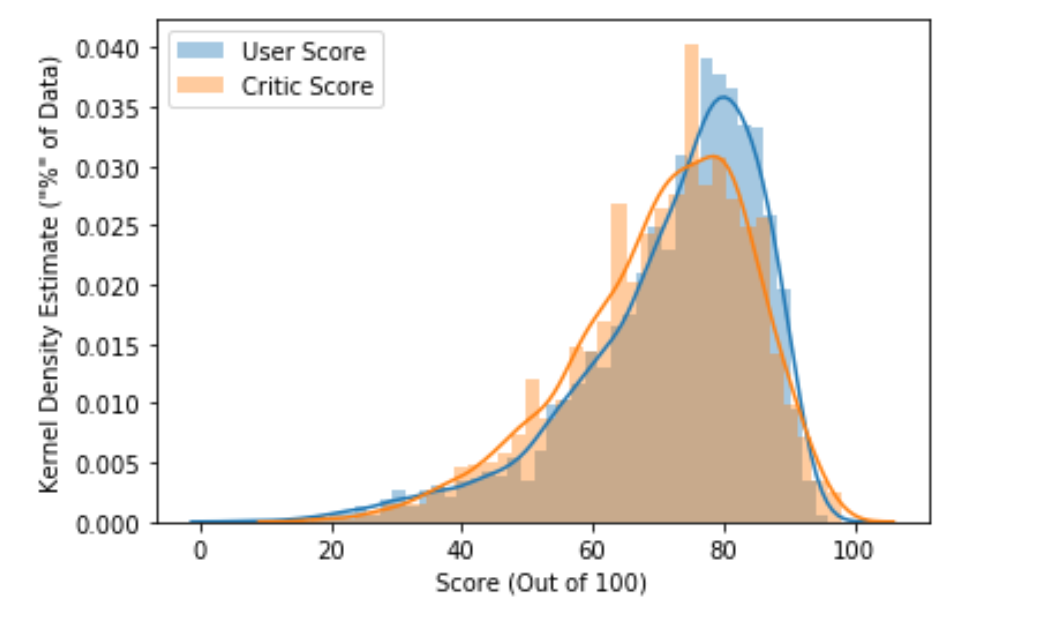 0.040
0.035
0.030
0.025
0.020
0.015
0.010
0.005
0.000
Kernel Density Estimate ("%" of Data)
User Score
Critic Score
0 20 40 60 80 100
Score (Out of 100)